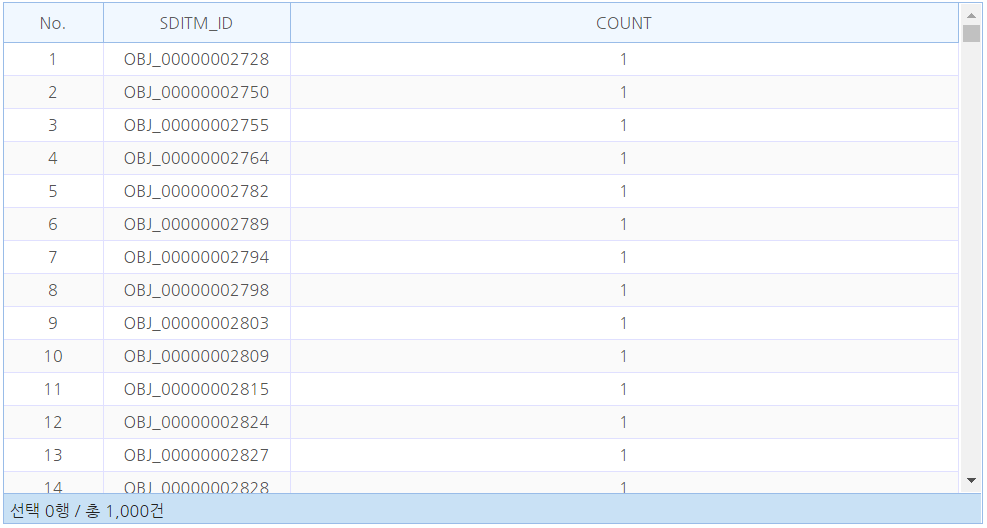 No. SDITM_ID COUNT
1 OBJ_00000002728 1
2 OBJ_00000002750 1
3 OBJ_00000002755 1
4 OBJ_00000002764 1
5 OBJ_00000002782 1
6 OBJ_00000002789 1
7 OBJ_00000002794 1
8 OBJ_00000002798 1
9 OBJ_00000002803 1
10 OBJ_00000002809 1
11 OBJ_00000002815 1
12 OBJ_00000002824 1
13 OBJ_00000002827 1
14 OBJ_00000002828 1
선택 0행 / 총 1,000건